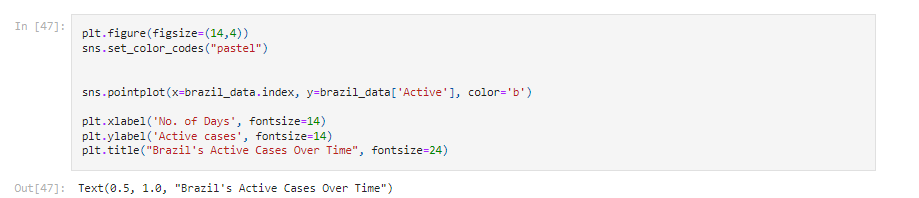 In [47]:
plt.figure(figsize=(14,4))
sns.set_color_codes("pastel")
sns.pointplot(x=brazil_data.index, y=brazil_data['Active'], color='b')
plt.xlabel('No. of Days', fontsize=14)
plt.ylabel('Active cases', fontsize=14)
plt.title("Brazil's Active Cases Over Time", fontsize=24)
Out[47]: Text(0.5, 1.0, "Brazil's Active Cases Over Time")